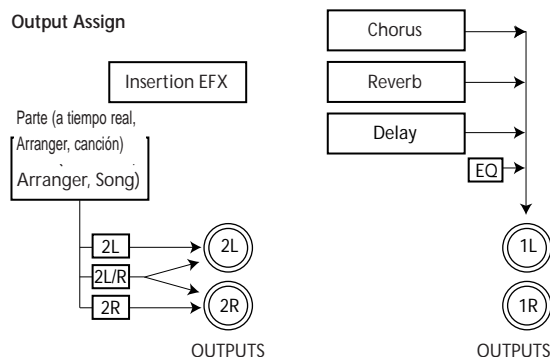 Output Assign
Insertion EFX
Parte (a tiempo real,
Arranger, canción)
Arranger, Song)
2L
2L/R
2R
2L
2R
OUTPUTS
Chorus
Reverb
Delay
EQ
1L
1R
OUTPUTS